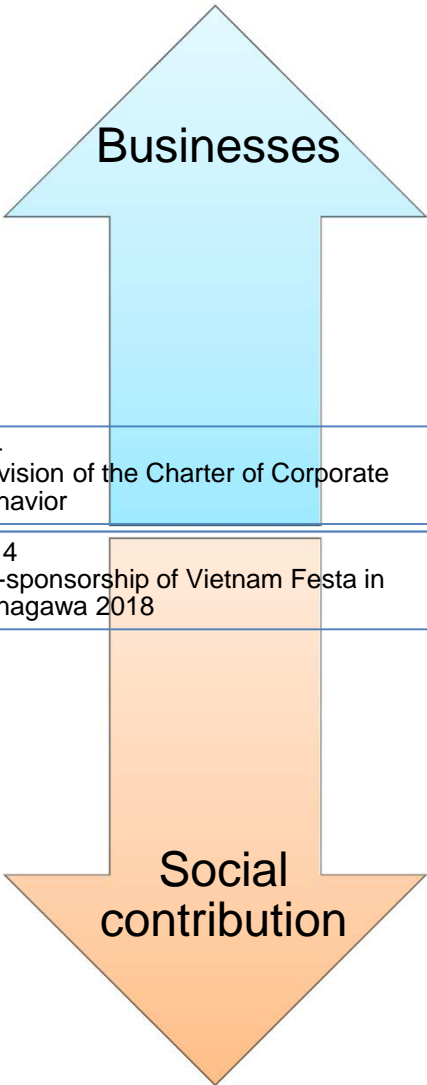 Businesses
vision of the Charter of Corporate
navior
4
-sponsorship of Vietnam Festa in
nagawa 2018
Social
contribution